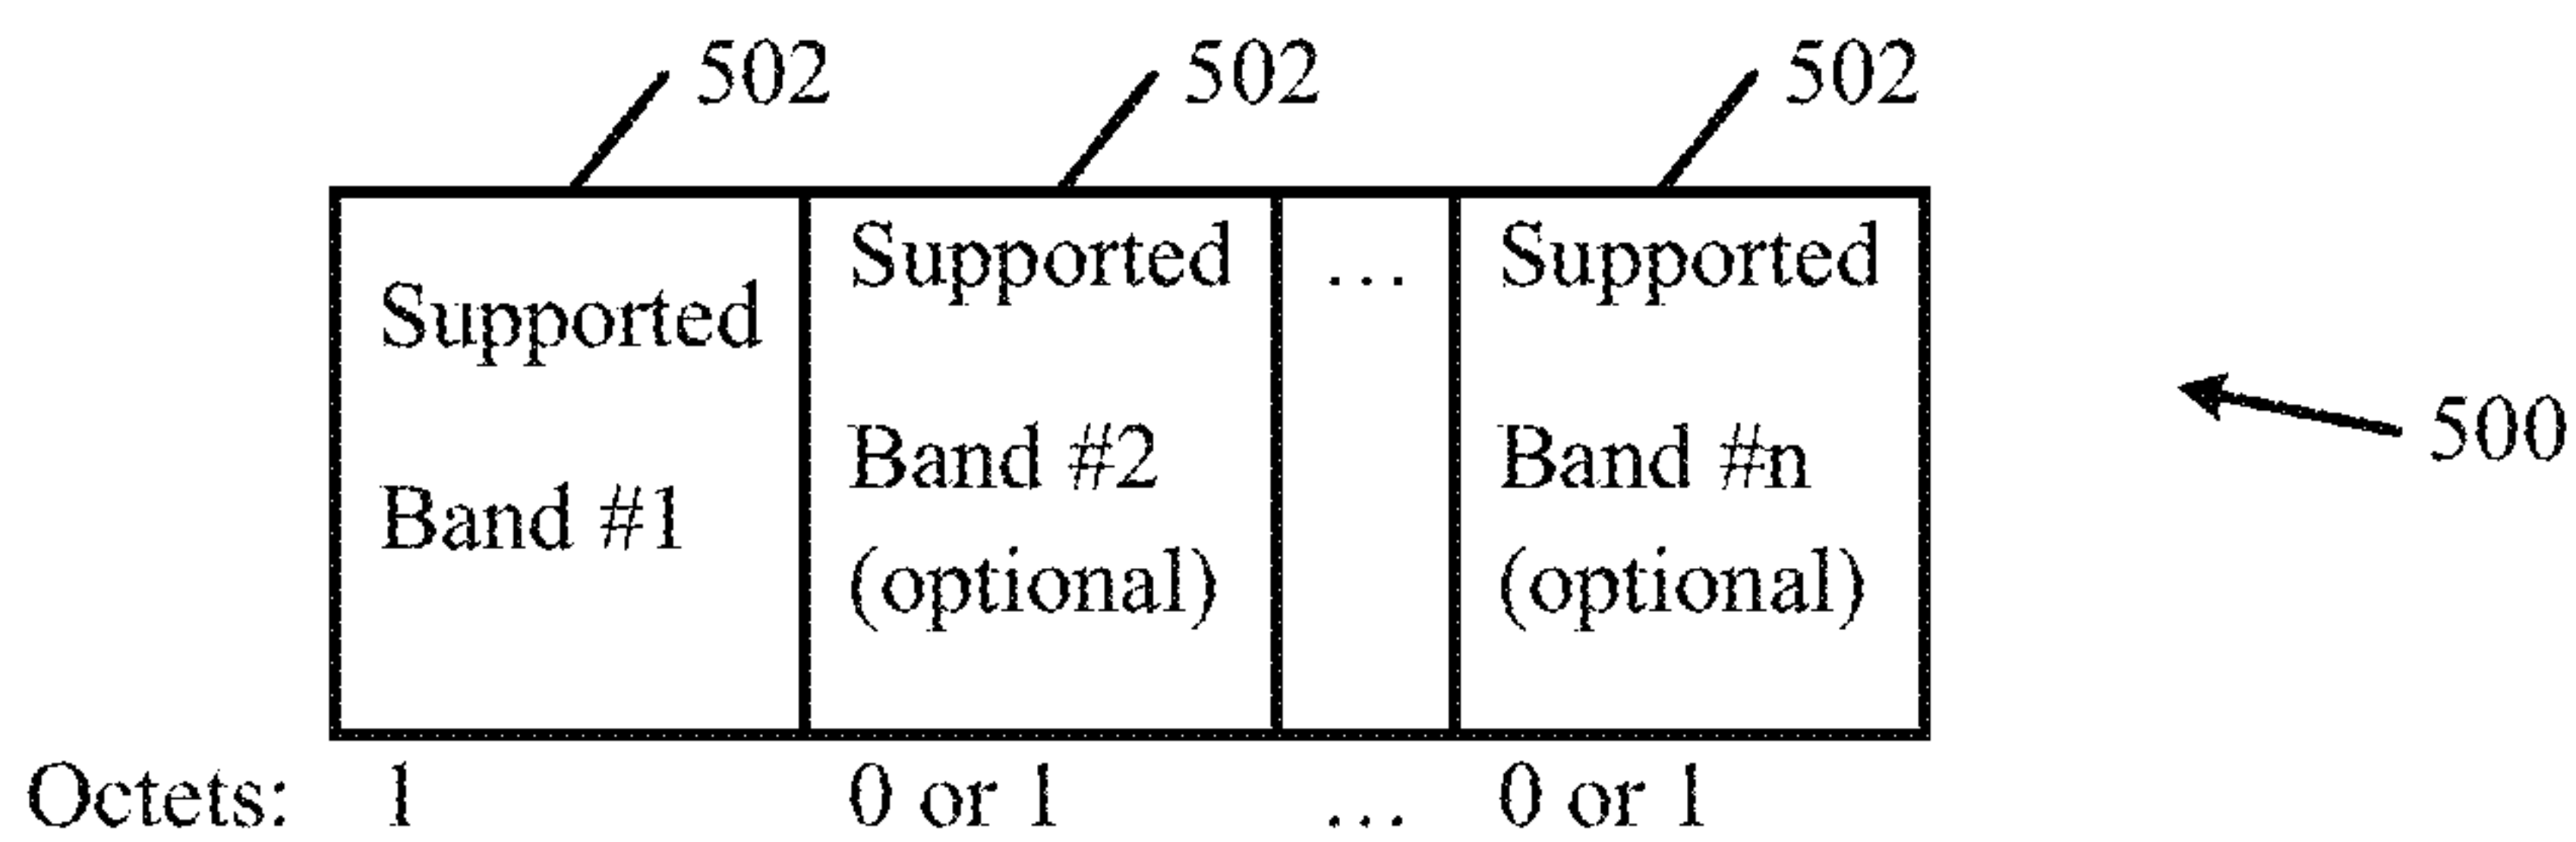 502 502 502
Supported Supported ... Supported
Band #1 Band #2 Band #n
(optional) (optional)
500
Octets: 1 0 or 1 ... 0 or 1